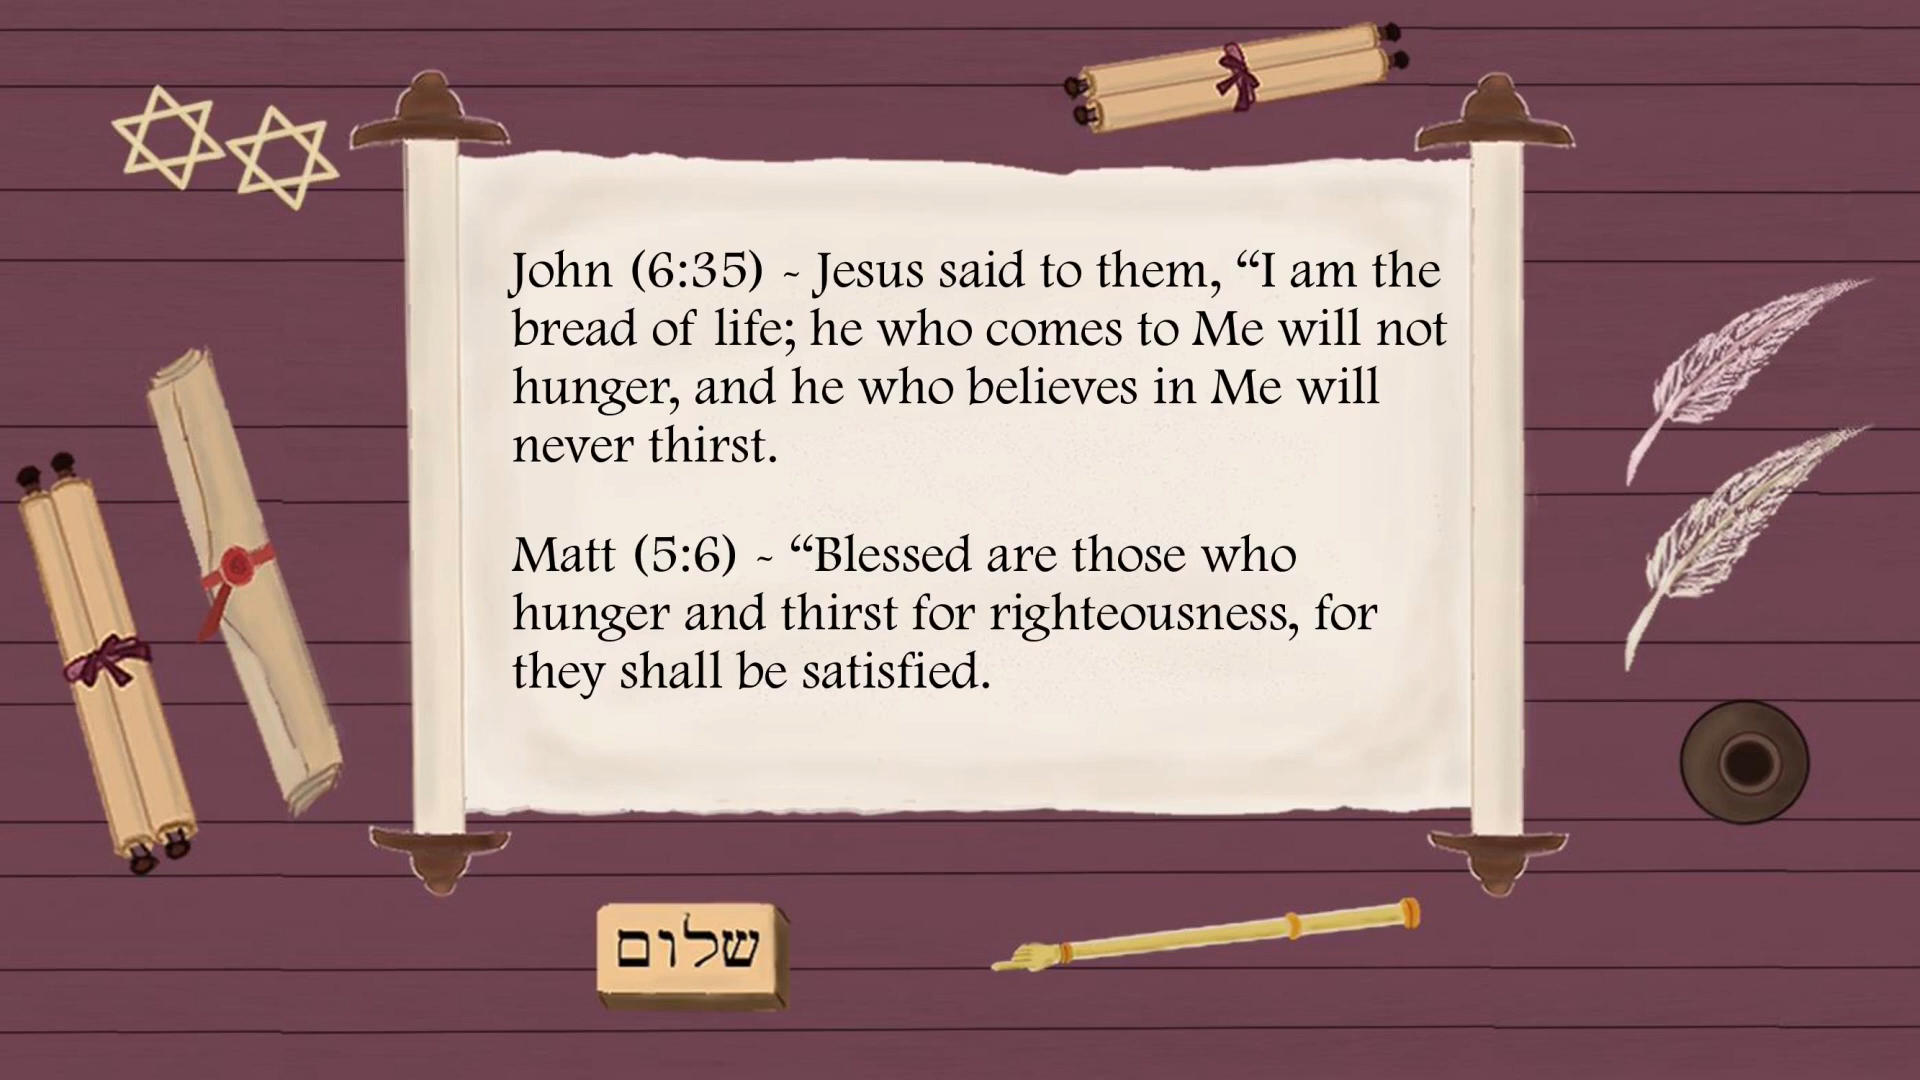 John (6:35) - Jesus said to them, “I am the
bread of life; he who comes to Me will not
hunger, and he who believes in Me will
never thirst.
Matt (5:6) - “Blessed are those who
hunger and thirst for righteousness, for
they shall be satisfied.
שלום